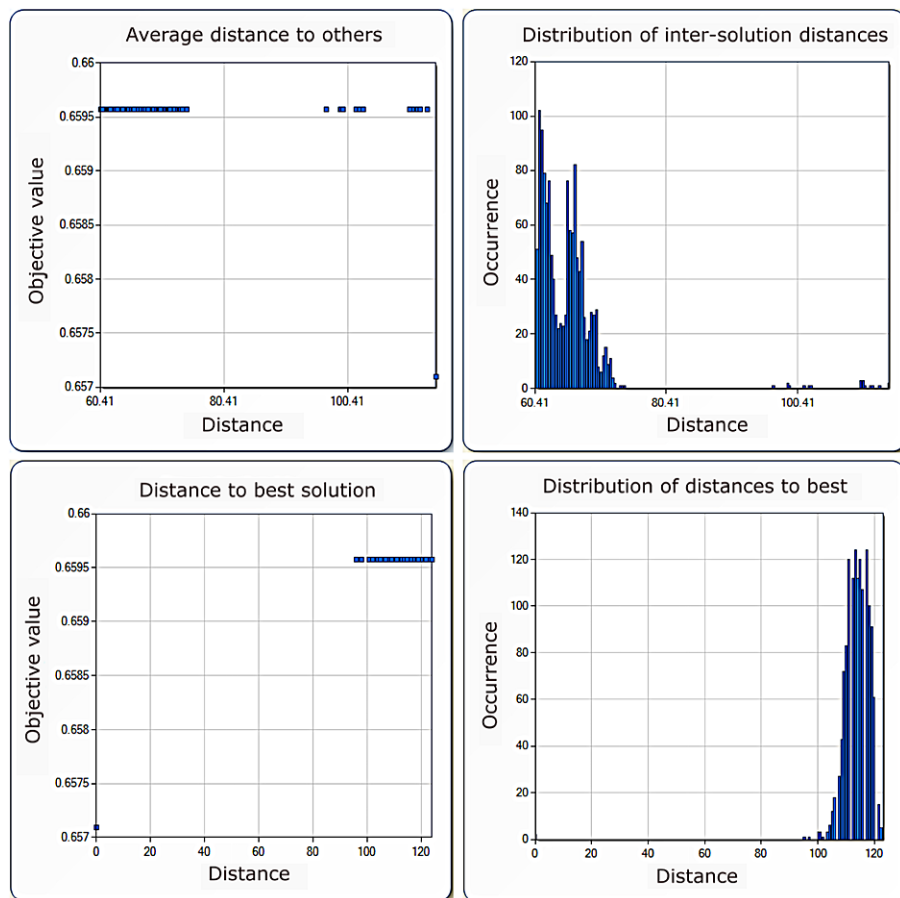 Average distance to others
0.66
0.6595
0.659
0.6585
0.658
0.6575
0.657
Objective value
60.41 80.41 100.41
Distance
Distribution of inter-solution distances
120
100
80
60
40
20
0
Occurrence
60.41 80.41 100.41
Distance
Distance to best solution
0.66
0.6595
0.659
0.6585
0.658
0.6575
0.657
Objective value
0 20 40 60 80 100 120
Distance
Distribution of distances to best
140
120
100
80
60
40
20
0
Occurrence
0 20 40 60 80 100 120
Distance